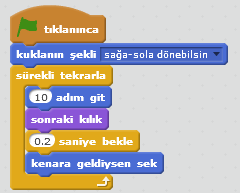 tıklanınca
kuklanın şekli sağa-sola dönebilsin
sürekli tekrarla
10 adım git
sonraki kılık
0.2 saniye bekle
kenara geldiysen sek